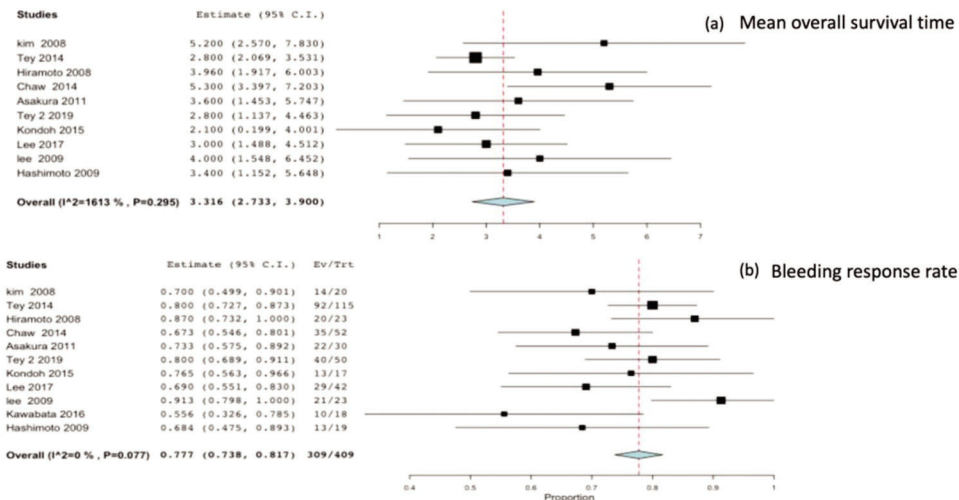 Studies Estimate (95% C.I.)
(a) Mean overall survival time
kim 2008 5.200 (2.570, 7.830)
Tey 2014 2.800 (2.069, 3.531)
Hiramoto 2008 3.960 (1.917, 6.003)
Chaw 2014 5.300 (3.397, 7.203)
Asakura 2011 3.600 (1.453, 5.747)
Tey 2 2019 2.800 (1.137, 4.463)
Kondoh 2015 2.100 (0.199, 4.001)
Lee 2017 3.000 (1.488, 4.512)
lee 2009 4.000 (1.548, 6.452)
Hashimoto 2009 3.400 (1.152, 5.648)
Overall (I^2=1613 % , P=0.295) 3.316 (2.733, 3.900)
1 2 3 4 5 6 7
Studies Estimate (95% C.I.) Ev/Trt
(b) Bleeding response rate
kim 2008 0.700 (0.499, 0.901) 14/20
Tey 2014 0.800 (0.727, 0.873) 92/115
Hiramoto 2008 0.870 (0.732, 1.000) 20/23
Chaw 2014 0.673 (0.546, 0.801) 35/52
Asakura 2011 0.733 (0.575, 0.892) 22/30
Tey 2 2019 0.800 (0.689, 0.911) 40/50
Kondoh 2015 0.765 (0.563, 0.966) 13/17
Lee 2017 0.690 (0.551, 0.830) 29/42
lee 2009 0.913 (0.798, 1.000) 21/23
Kawabata 2016 0.556 (0.326, 0.785) 10/18
Hashimoto 2009 0.684 (0.475, 0.893) 13/19
Overall (I^2=0 % , P=0.077) 0.777 (0.738, 0.817) 309/409
0.4 0.5 0.6 0.7 0.8 0.9 1
Proportion